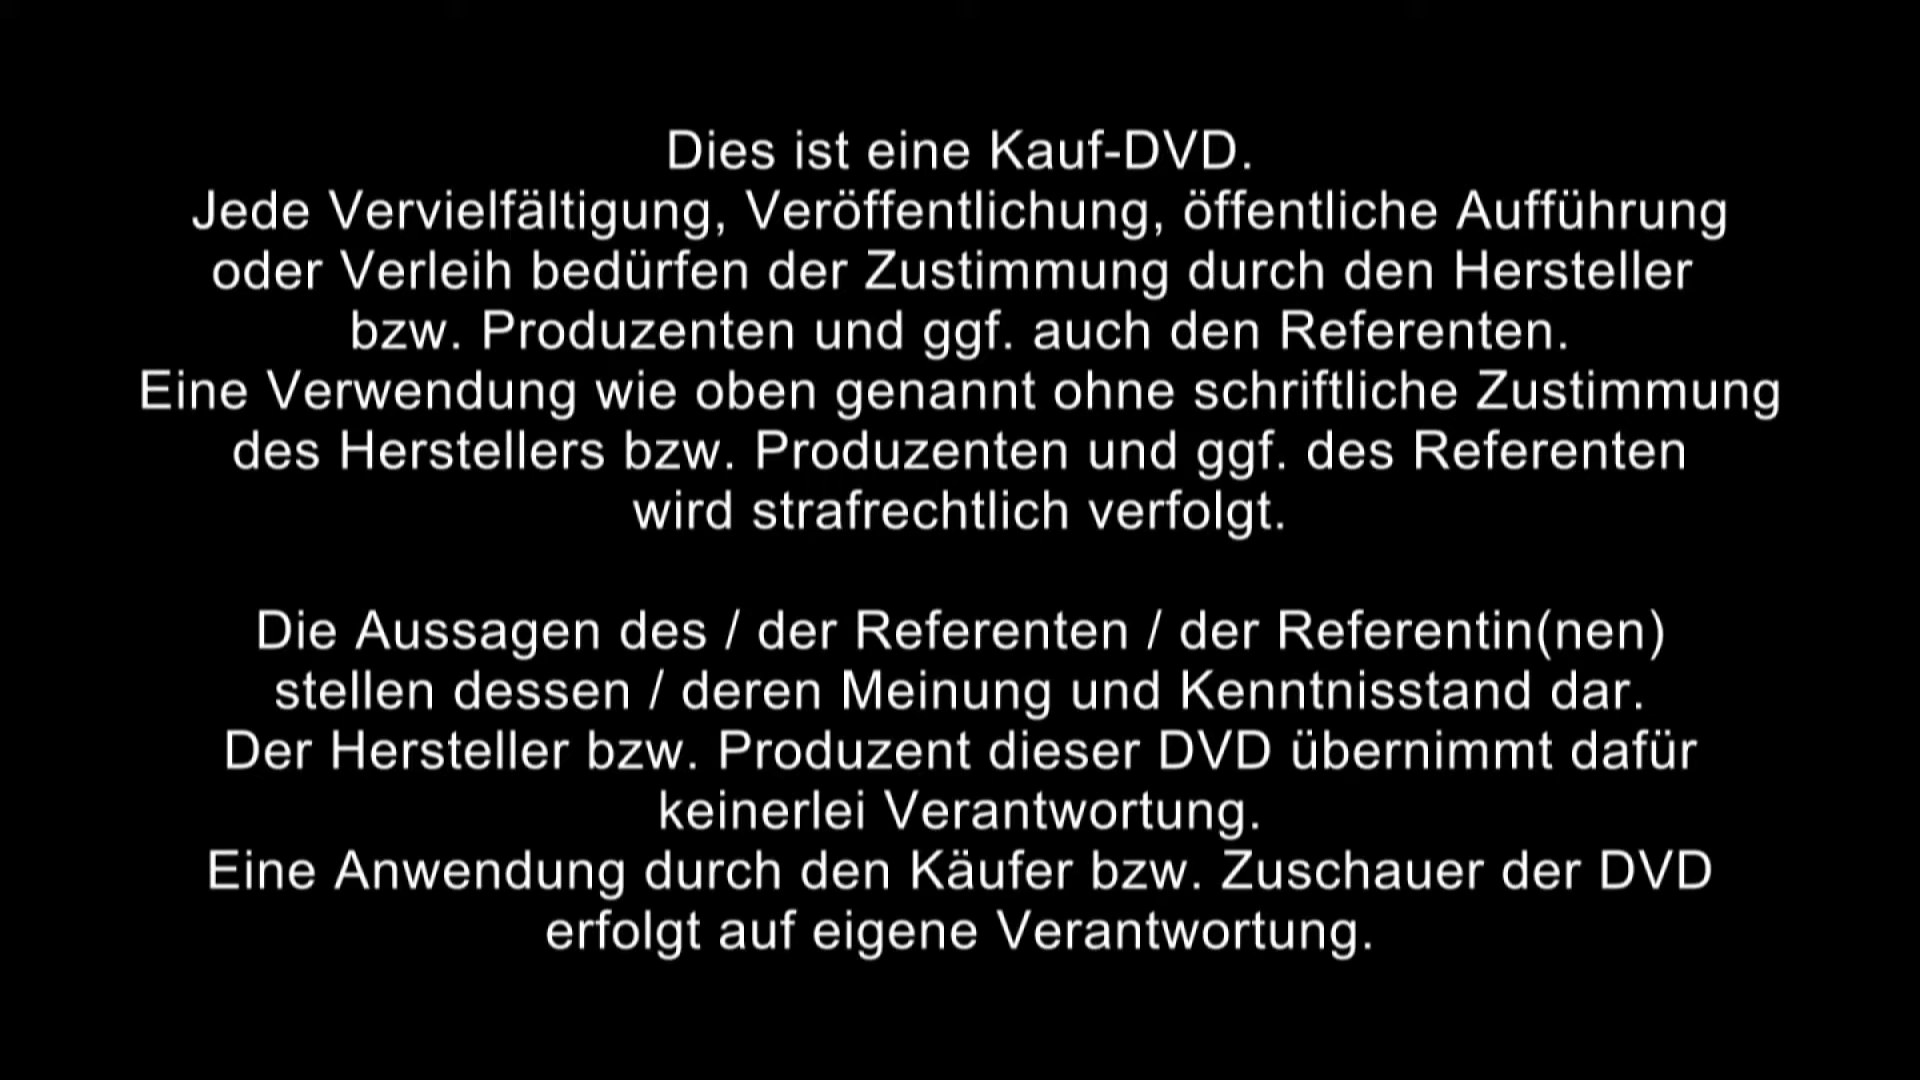 Dies ist eine Kauf-DVD.
Jede Vervielfältigung, Veröffentlichung, öffentliche Aufführung
oder Verleih bedürfen der Zustimmung durch den Hersteller
bzw. Produzenten und ggf. auch den Referenten.
Eine Verwendung wie oben genannt ohne schriftliche Zustimmung
des Herstellers bzw. Produzenten und ggf. des Referenten
wird strafrechtlich verfolgt.
Die Aussagen des / der Referenten / der Referentin(nen)
stellen dessen / deren Meinung und Kenntnisstand dar.
Der Hersteller bzw. Produzent dieser DVD übernimmt dafür
keinerlei Verantwortung.
Eine Anwendung durch den Käufer bzw. Zuschauer der DVD
erfolgt auf eigene Verantwortung.